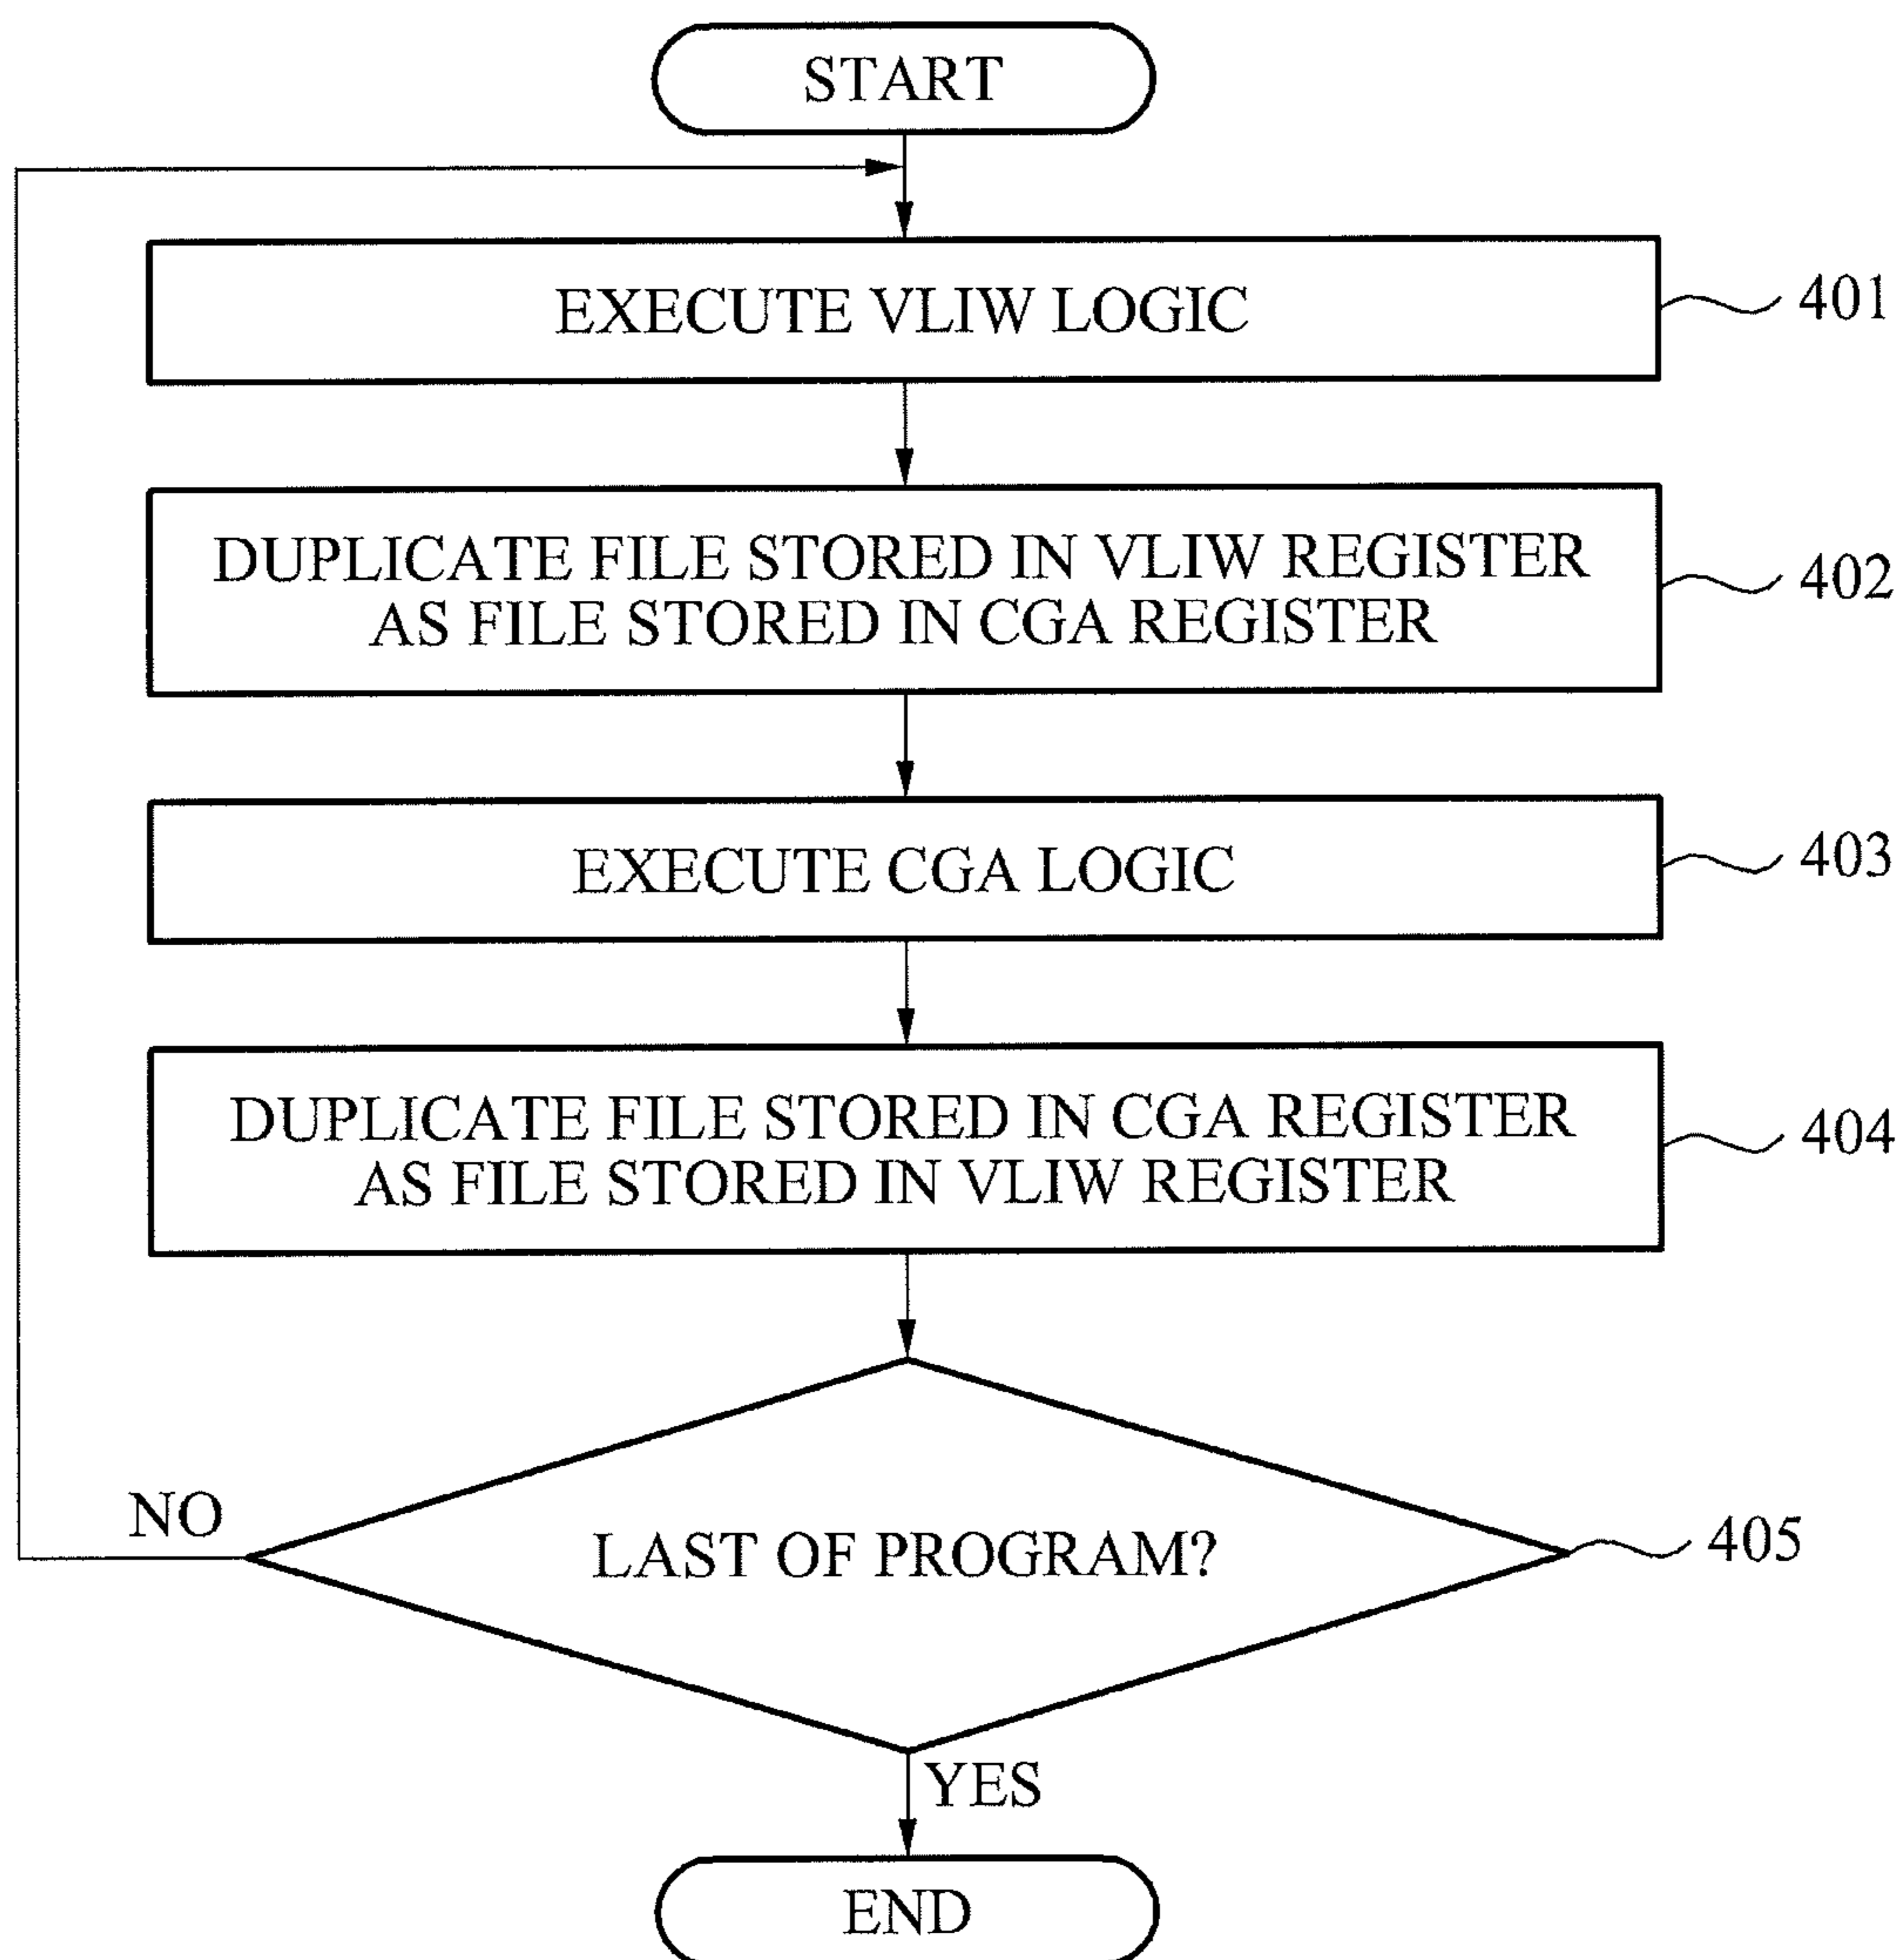 START
EXECUTE VLIW LOGIC
401
DUPLICATE FILE STORED IN VLIW REGISTER
AS FILE STORED IN CGA REGISTER
402
EXECUTE CGA LOGIC
403
DUPLICATE FILE STORED IN CGA REGISTER
AS FILE STORED IN VLIW REGISTER
404
NO
LAST OF PROGRAM?
405
YES
END